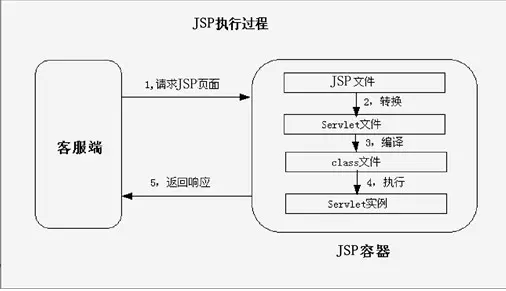 JSP执行过程
1,请求JSP页面
JSP文件
2, 转换
Servlet文件
3, 编译
class文件
4, 执行
Servlet实例
客服端
5, 返回响应
JSP容器